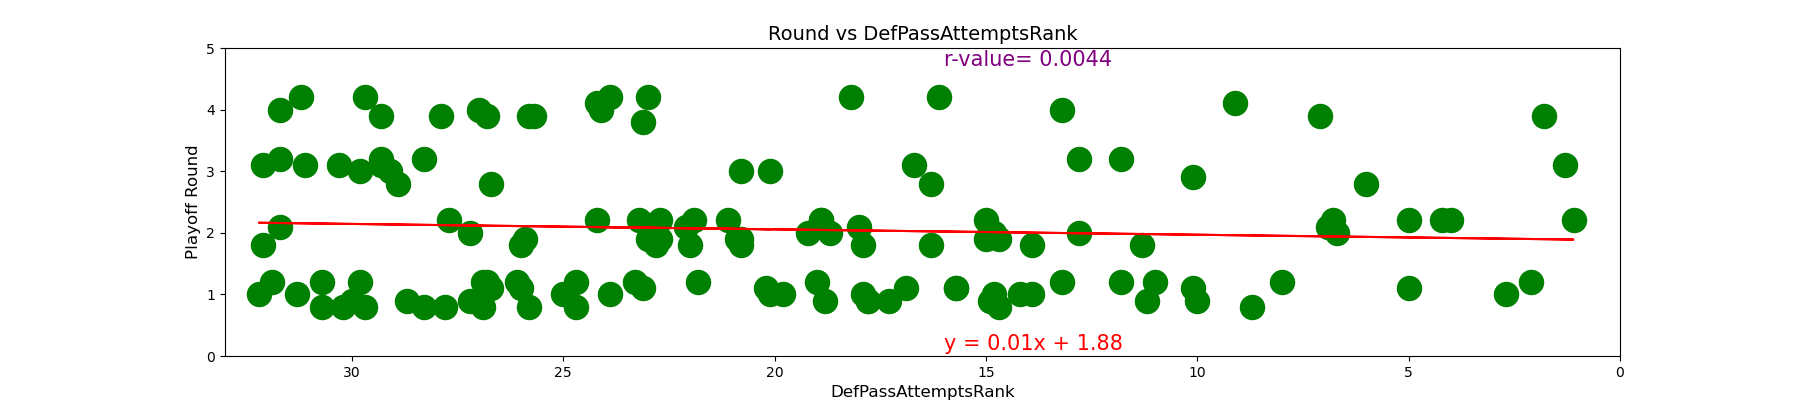 Round vs DefPassAttemptsRank
r-value= 0.0044
5
4
3
2
1
0
Playoff Round
y = 0.01x + 1.88
30
25
20
15
10
5
0
DefPassAttemptsRank